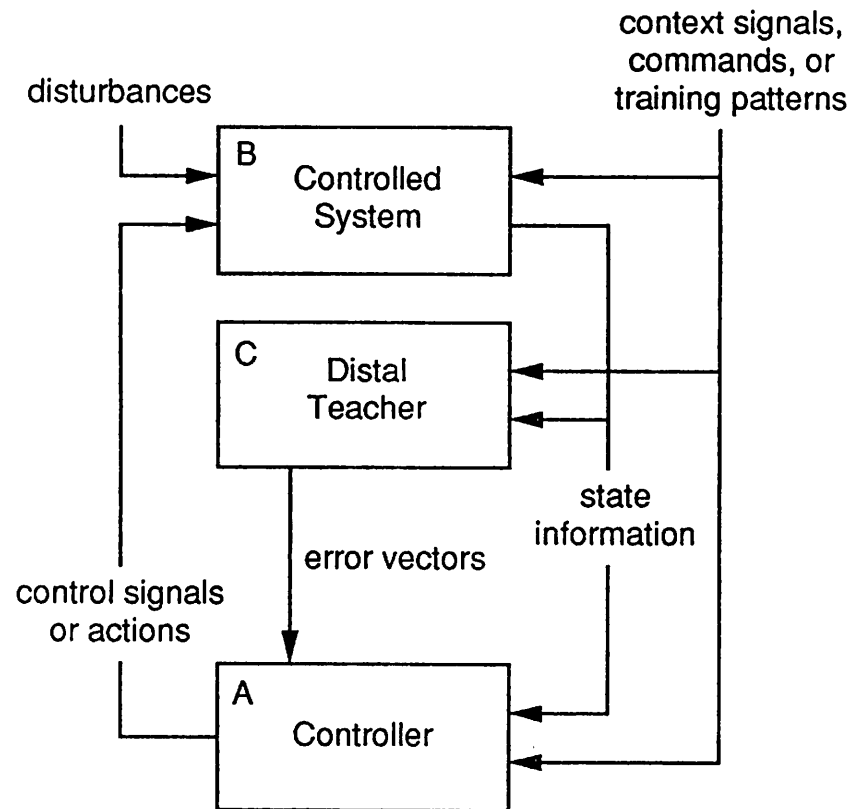 context signals,
commands, or
training patterns
disturbances
B
Controlled
System
C
Distal
Teacher
state
information
error vectors
control signals
or actions
A
Controller